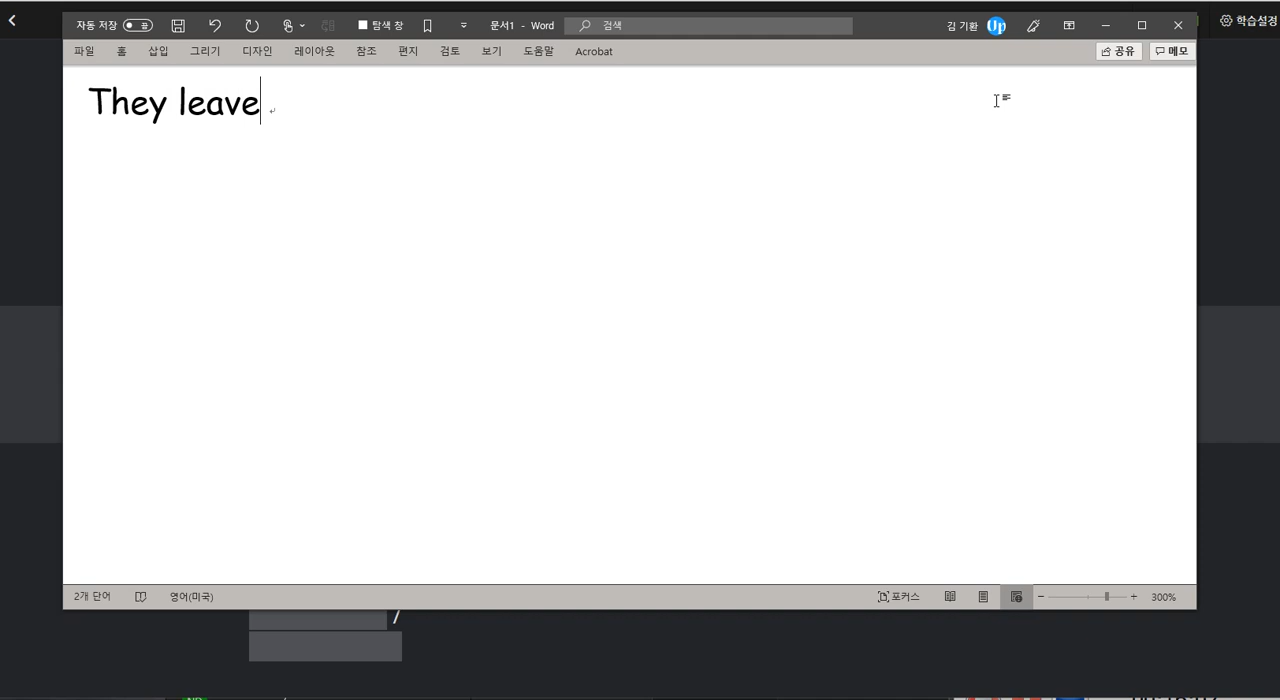 학습설정
자동 저장 탐색 창 문서1 - Word 검색 김 기환 Up
파일 홈 삽입 그리기 디자인 레이아웃 참조 편지 검토 보기 도움말 Acrobat 공유 메모
They leave
2개 단어 영어(미국) 포커스 300%
/